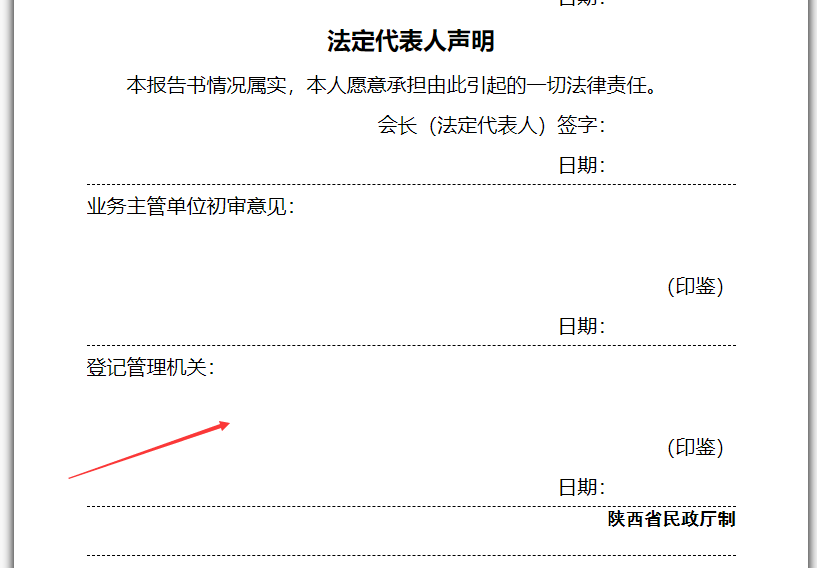 日期：
法定代表人声明
本报告书情况属实，本人愿意承担由此引起的一切法律责任。
会长（法定代表人）签字：
日期：
业务主管单位初审意见：
（印鉴）
日期：
登记管理机关：
（印鉴）
日期：
陕西省民政厅制